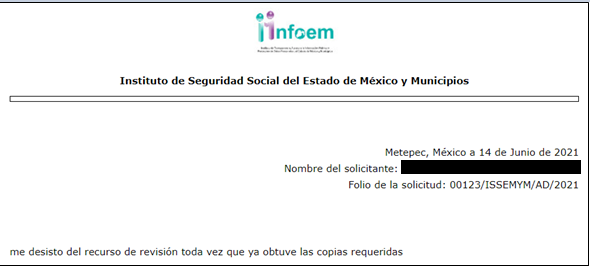 infoem
Instituto de Seguridad Social del Estado de México y Municipios
Metepec, México a 14 de Junio de 2021
Nombre del solicitante:
Folio de la solicitud: 00123/ISSEMYM/AD/2021
me desisto del recurso de revisión toda vez que ya obtuve las copias requeridas